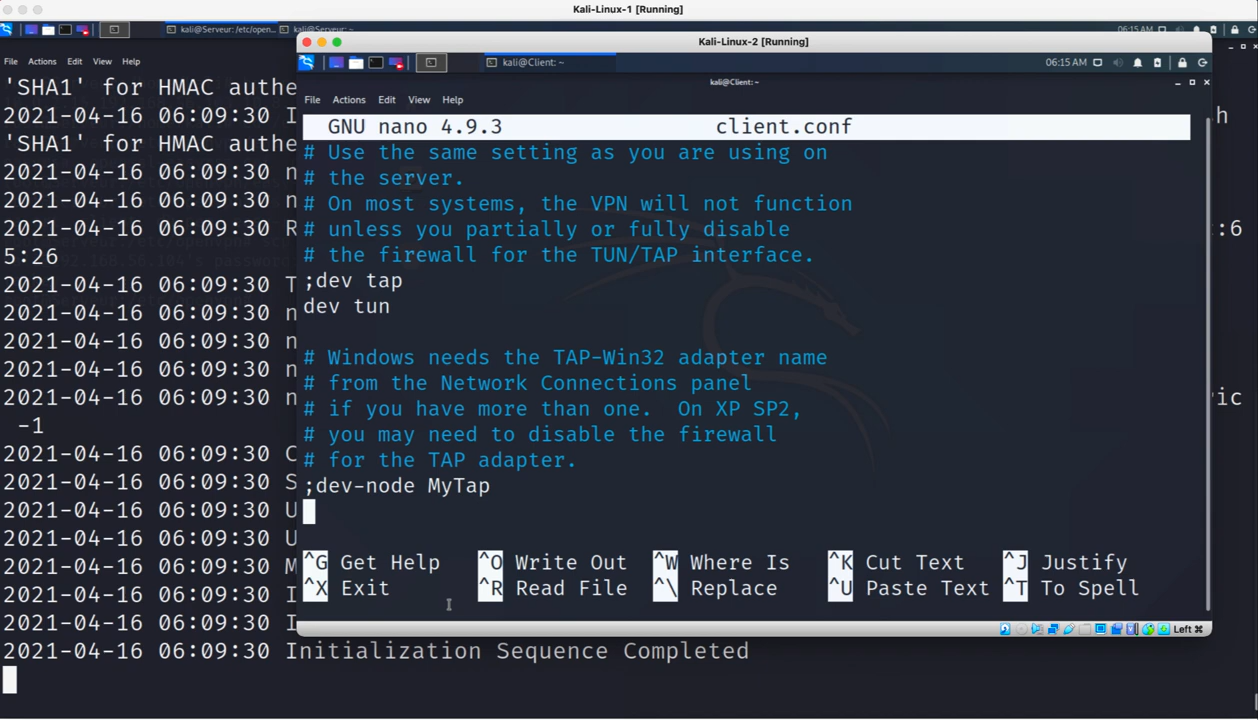 Kali-Linux-1 [Running]
kali@Serveur: /etc/open...
kali@Serveur: ~
06:15 AM
File Actions Edit View Help
'SHA1' for HMAC authe
2021-04-16 06:09:30 I
h
'SHA1' for HMAC authe
2021-04-16 06:09:30 n
2021-04-16 06:09:30 n
2021-04-16 06:09:30 R
:6
5:26
2021-04-16 06:09:30 T
2021-04-16 06:09:30 n
2021-04-16 06:09:30 n
2021-04-16 06:09:30 n
2021-04-16 06:09:30 n
ic
-1
2021-04-16 06:09:30 C
2021-04-16 06:09:30 S
2021-04-16 06:09:30 U
2021-04-16 06:09:30 U
2021-04-16 06:09:30 M
2021-04-16 06:09:30 I
2021-04-16 06:09:30 I
2021-04-16 06:09:30 Initialization Sequence Completed
Kali-Linux-2 [Running]
kali@Client: ~
06:15 AM
kali@Client: ~
File Actions Edit View Help
GNU nano 4.9.3 client.conf
# Use the same setting as you are using on
# the server.
# On most systems, the VPN will not function
# unless you partially or fully disable
# the firewall for the TUN/TAP interface.
;dev tap
dev tun
# Windows needs the TAP-Win32 adapter name
# from the Network Connections panel
# if you have more than one.  On XP SP2,
# you may need to disable the firewall
# for the TAP adapter.
;dev-node MyTap
^G Get Help ^O Write Out ^W Where Is ^K Cut Text ^J Justify
^X Exit ^R Read File ^\ Replace ^U Paste Text ^T To Spell
Left ⌘